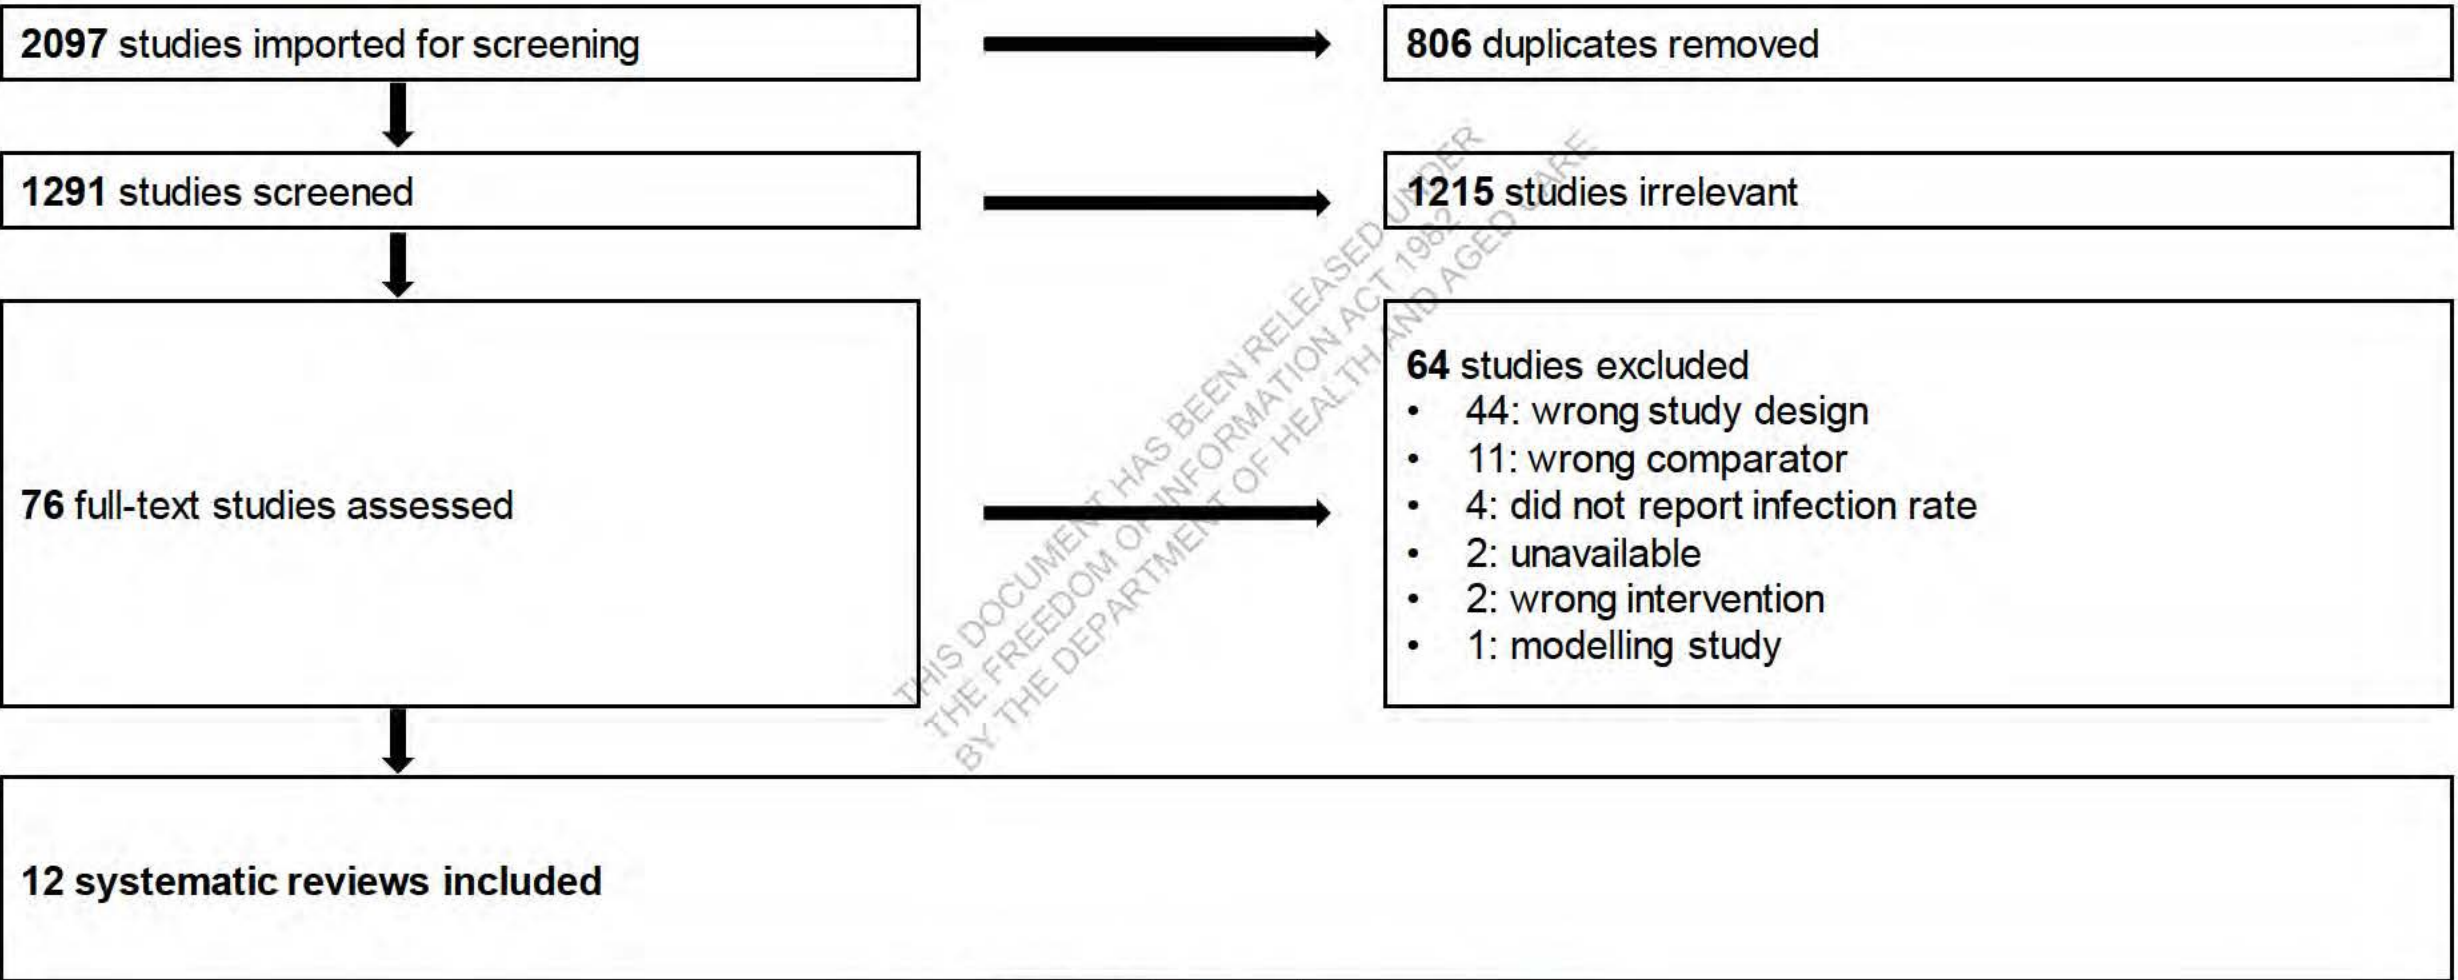 2097 studies imported for screening
806 duplicates removed
1291 studies screened
1215 studies irrelevant
76 full-text studies assessed
64 studies excluded
• 44: wrong study design
• 11: wrong comparator
• 4: did not report infection rate
• 2: unavailable
• 2: wrong intervention
• 1: modelling study
12 systematic reviews included
THIS DOCUMENT HAS BEEN RELEASED UNDER
THE FREEDOM OF INFORMATION ACT 1982
BY THE DEPARTMENT OF HEALTH AND AGED CARE